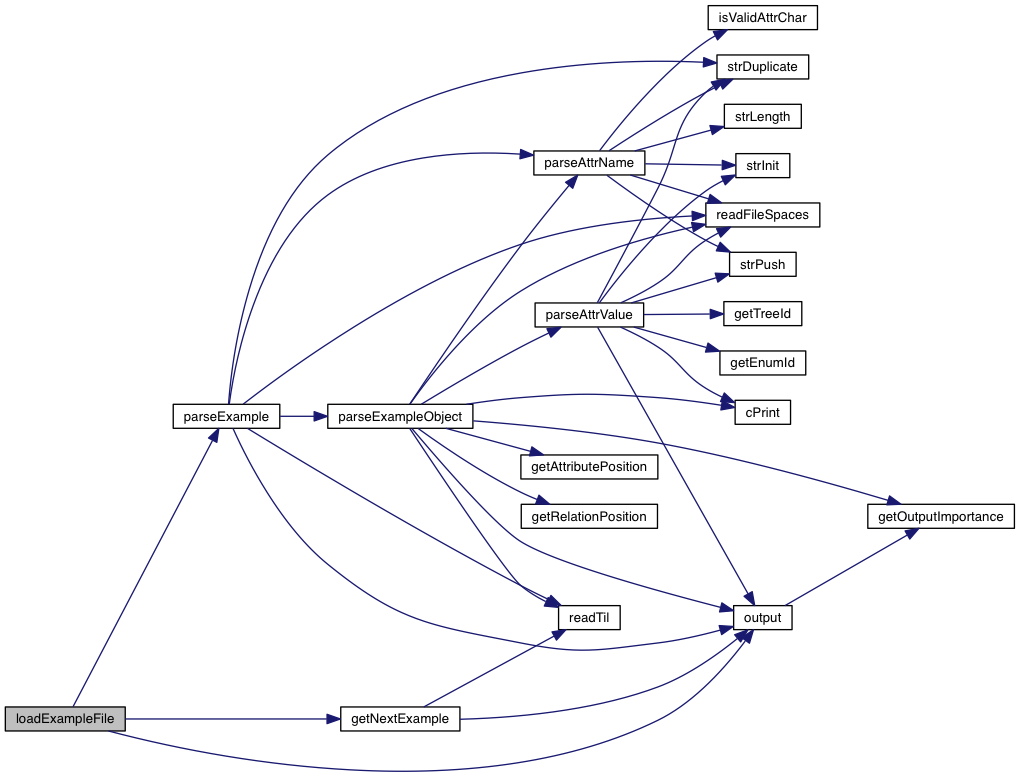 isValidAttrChar
strDuplicate
strLength
parseAttrName
strInit
readFileSpaces
strPush
parseAttrValue
getTreeId
getEnumId
parseExample
parseExampleObject
cPrint
getAttributePosition
getRelationPosition
getOutputImportance
readTil
output
loadExampleFile
getNextExample